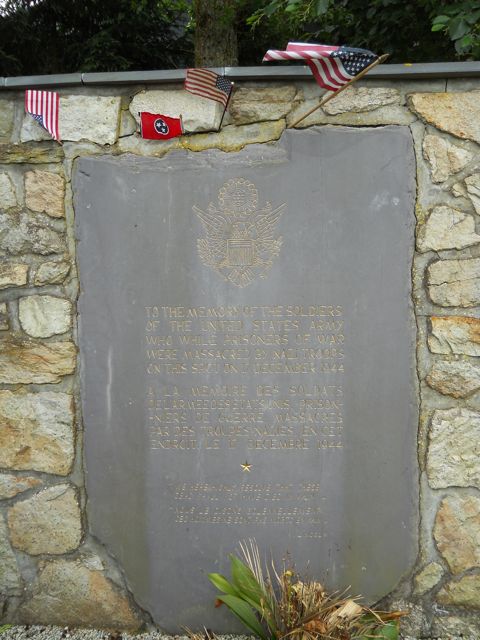 TO THE MEMORY OF THE SOLDIERS
OF THE UNITED STATES ARMY
WHO WHILE PRISONERS OF WAR
WERE MASSACRED BY NAZI TROOPS
ON THIS SPOT ON 17 DECEMBER 1944
A LA MEMOIRE DES SOLDATS
DE L'ARMEE DES ETATS UNIS PRISON-
NIERS DE GUERRE MASSACRES
PAR DES TROUPES NAZIES EN CET
ENDROIT LE 17 DECEMBRE 1944